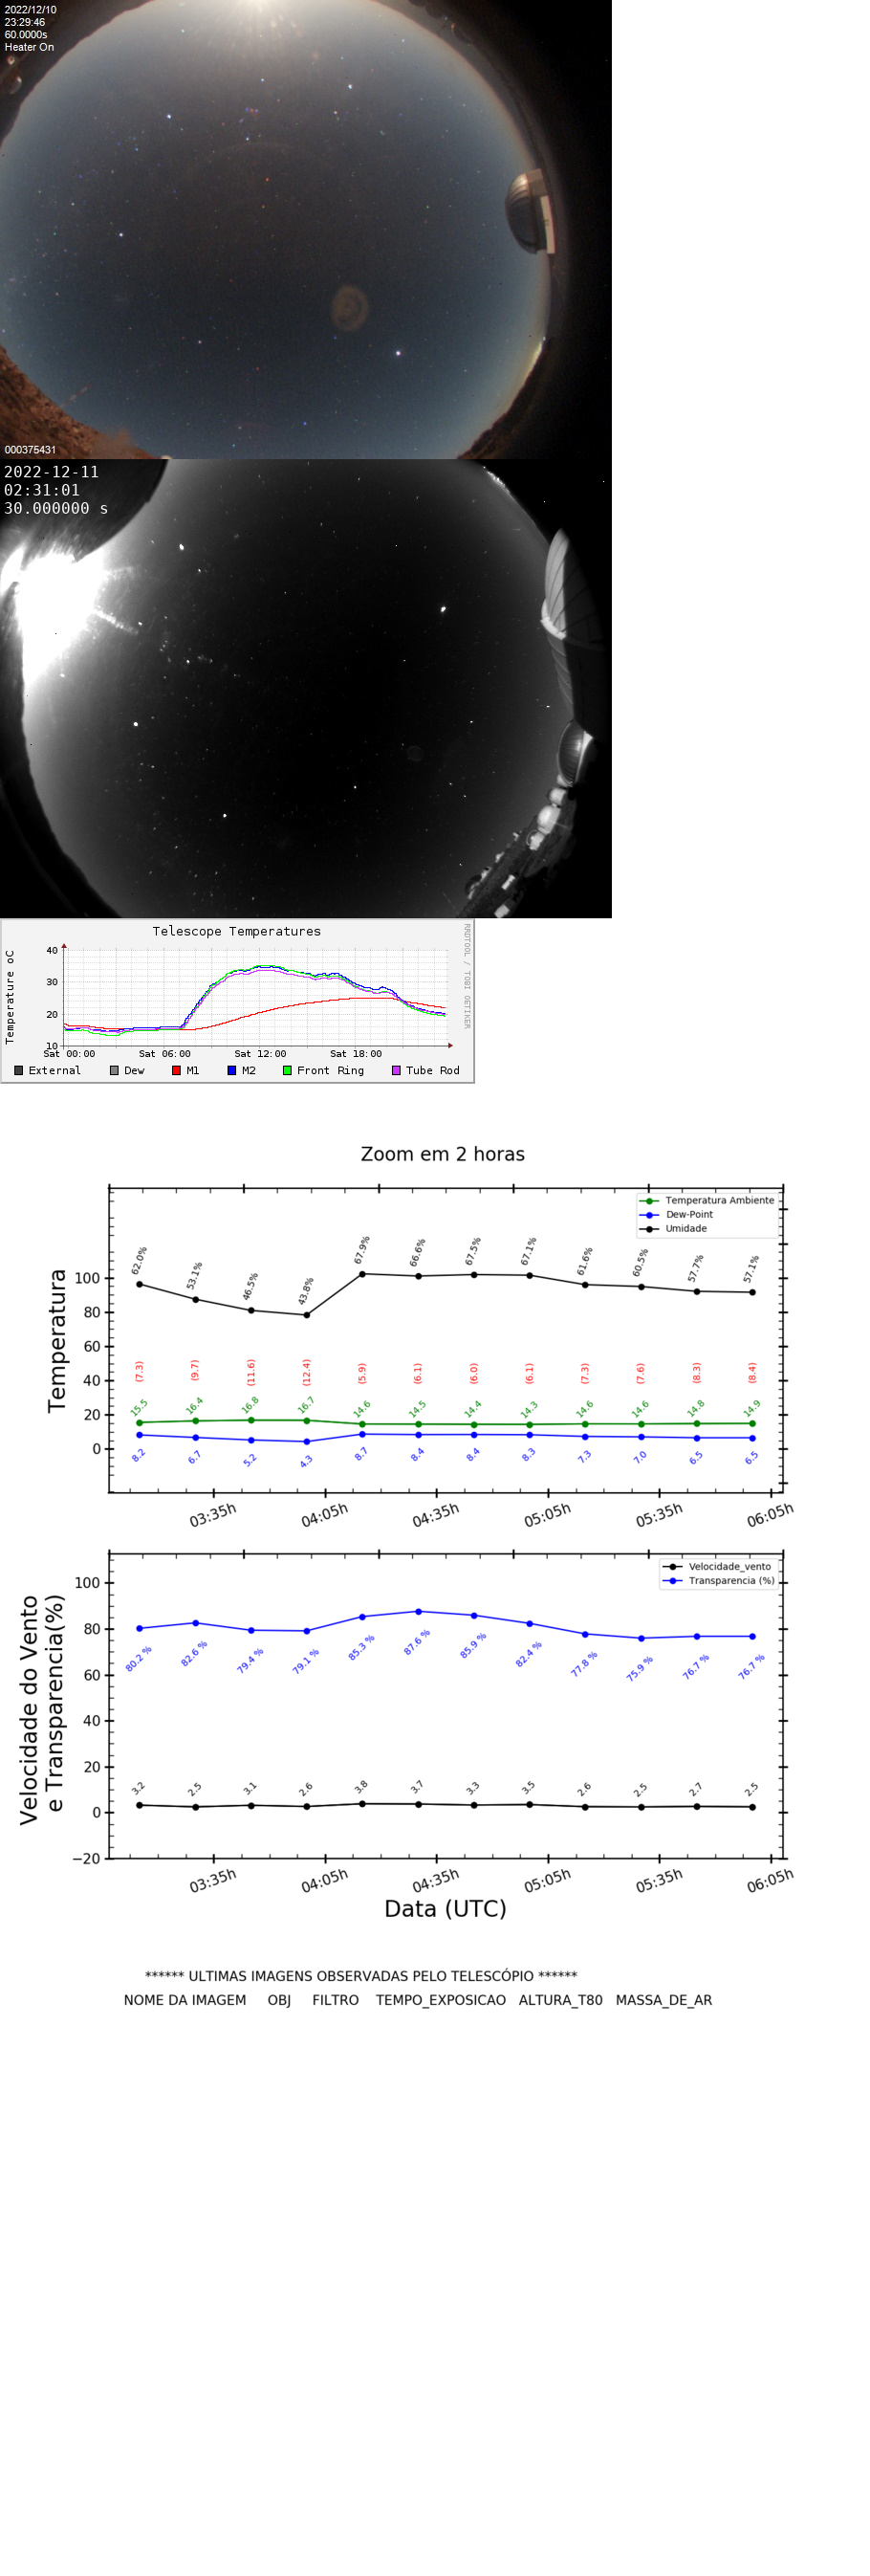 2022/12/10
23:29:46
60.0000s
Heater On
000375431
2022-12-11
02:31:01
30.000000 s
Telescope Temperatures
RRDTOOL / TOBI OETIKER
Temperature oC
40
30
20
10
Sat 00:00 Sat 06:00 Sat 12:00 Sat 18:00
External Dew M1 M2 Front Ring Tube Rod
Zoom em 2 horas
Temperatura Ambiente
Dew-Point
Umidade
Temperatura
100
80
60
40
20
0
62.0% 53.1% 46.5% 43.8% 67.9% 66.6% 67.5% 67.1% 61.6% 60.5% 57.7% 57.1%
(7.3) (9.7) (11.6) (12.4) (5.9) (6.1) (6.0) (6.1) (7.3) (7.6) (8.3) (8.4)
15.5 16.4 16.8 16.7 14.6 14.5 14.4 14.3 14.6 14.6 14.8 14.9
8.2 6.7 5.2 4.3 8.7 8.4 8.4 8.3 7.3 7.0 6.5 6.5
03:35h 04:05h 04:35h 05:05h 05:35h 06:05h
Velocidade_vento
Transparencia (%)
Velocidade do Vento
e Transparencia(%)
100
80
60
40
20
0
−20
80.2 % 82.6 % 79.4 % 79.1 % 85.3 % 87.6 % 85.9 % 82.4 % 77.8 % 75.9 % 76.7 % 76.7 %
3.2 2.5 3.1 2.6 3.8 3.7 3.3 3.5 2.6 2.5 2.7 2.5
03:35h 04:05h 04:35h 05:05h 05:35h 06:05h
Data (UTC)
****** ULTIMAS IMAGENS OBSERVADAS PELO TELESCÓPIO ******
NOME DA IMAGEM OBJ FILTRO TEMPO_EXPOSICAO ALTURA_T80 MASSA_DE_AR